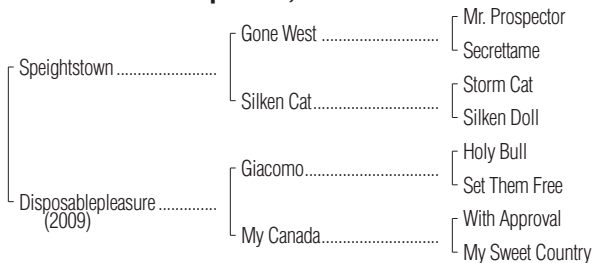 Mr. Prospector
Gone West
Secrettame
Speightstown
Storm Cat
Silken Cat
Silken Doll
Holy Bull
Giacomo
Set Them Free
Disposablepleasure
(2009)
With Approval
My Canada
My Sweet Country